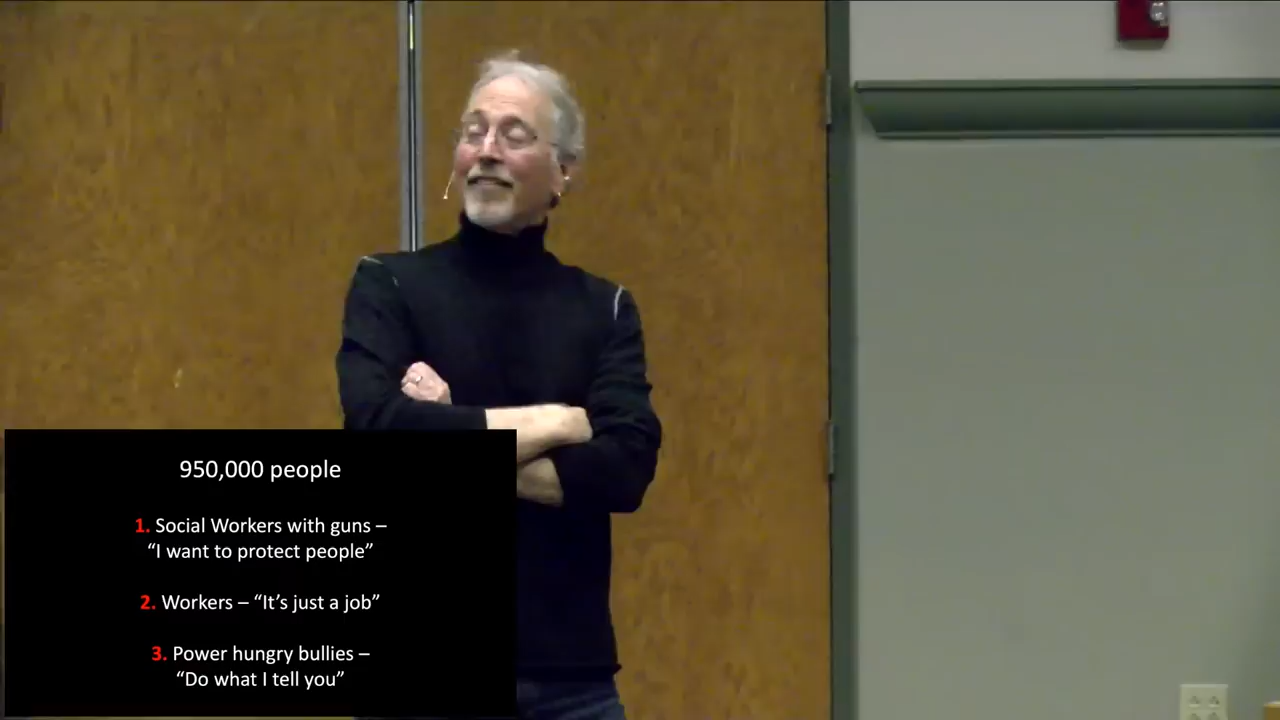 950,000 people
1. Social Workers with guns –
“I want to protect people”
2. Workers – “It’s just a job”
3. Power hungry bullies –
“Do what I tell you”